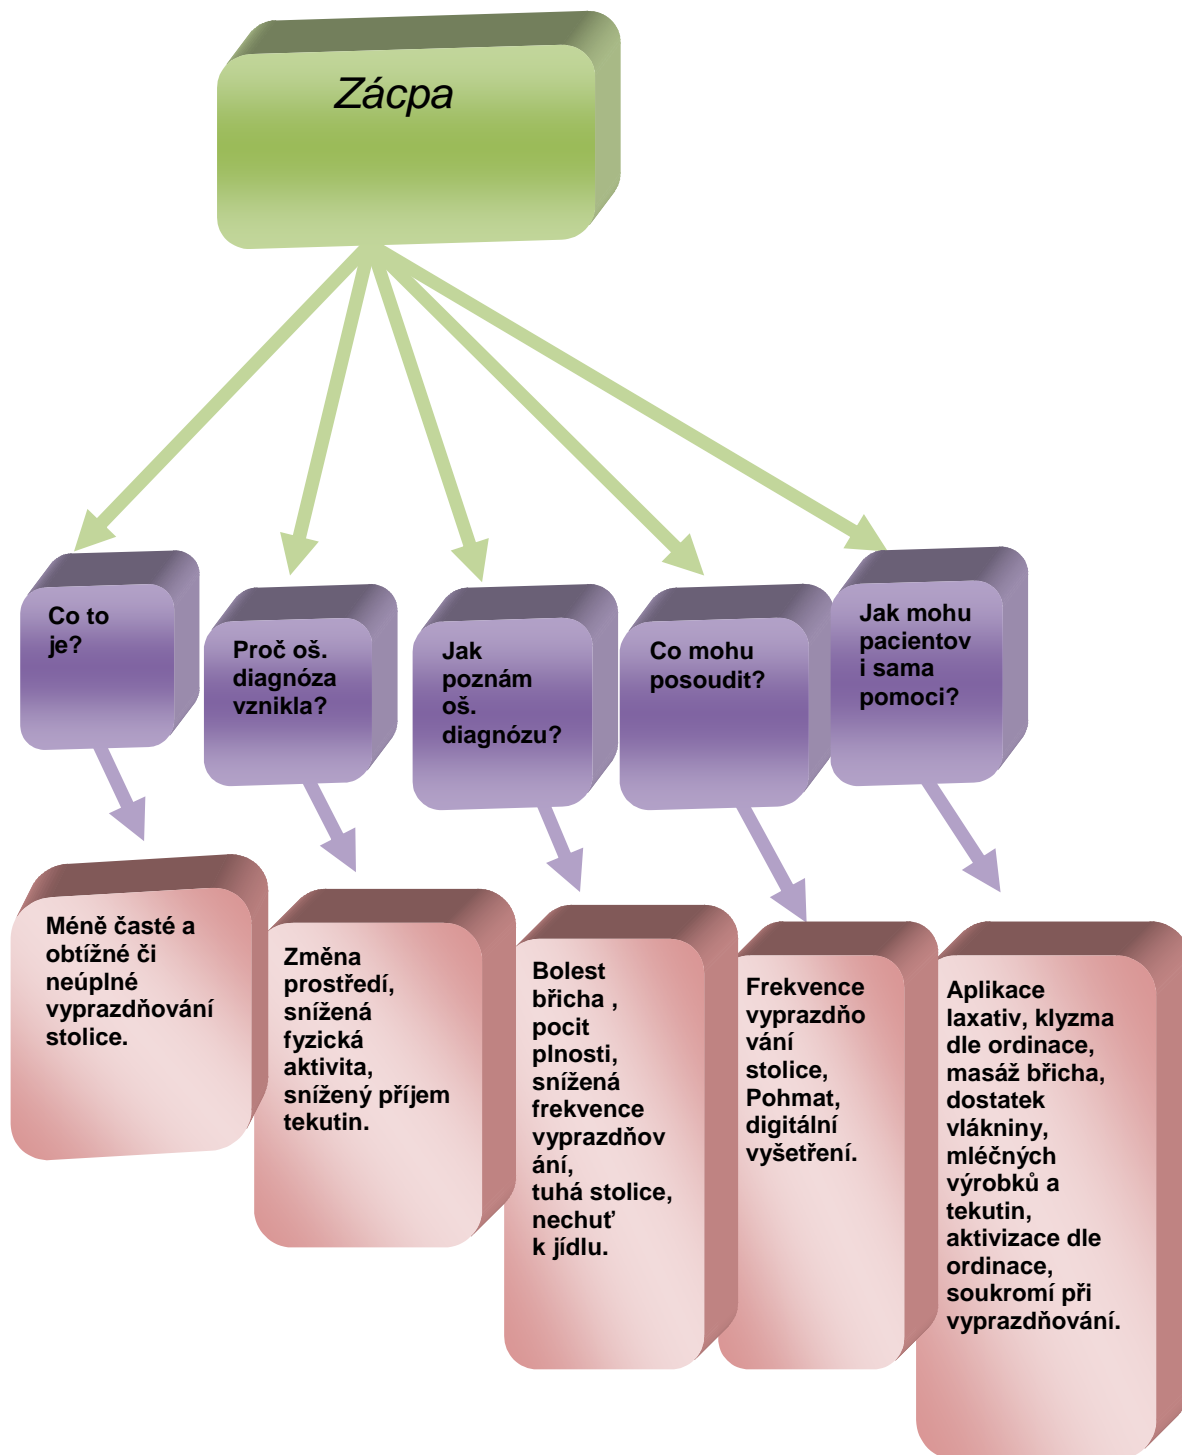 Zácpa
Co to
je?
Proč oš.
diagnóza
vznikla?
Jak
poznám
oš.
diagnózu?
Co mohu
posoudit?
Jak mohu
pacientov
i sama
pomoci?
Méně časté a
obtížné či
neúplné
vyprazdňování
stolice.
Změna
prostředí,
snížená
fyzická
aktivita,
snížený příjem
tekutin.
Bolest
břicha ,
pocit
plnosti,
snížená
frekvence
vyprazdňov
ání,
tuhá stolice,
nechuť
k jídlu.
Frekvence
vyprazdňo
vání
stolice,
Pohmat,
digitální
vyšetření.
Aplikace
laxativ, klyzma
dle ordinace,
masáž břicha,
dostatek
vlákniny,
mléčných
výrobků a
tekutin,
aktivizace dle
ordinace,
soukromí při
vyprazdňování.